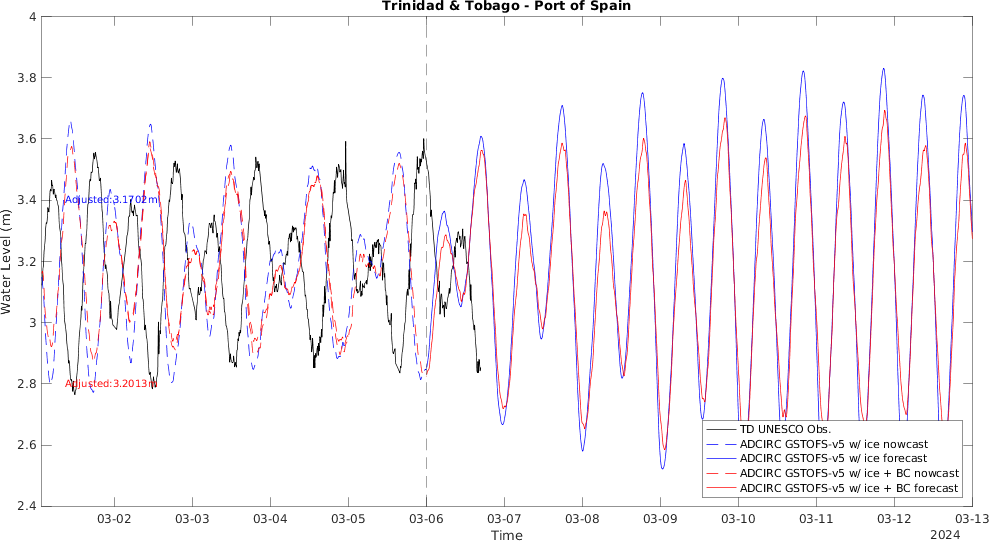 Trinidad & Tobago - Port of Spain
4
3.8
3.6
3.4
3.2
3
2.8
2.6
2.4
Water Level (m)
Adjusted:3.1702m
Adjusted:3.2013m
TD UNESCO Obs.
ADCIRC GSTOFS-v5 w/ ice nowcast
ADCIRC GSTOFS-v5 w/ ice forecast
ADCIRC GSTOFS-v5 w/ ice + BC nowcast
ADCIRC GSTOFS-v5 w/ ice + BC forecast
03-02 03-03 03-04 03-05 03-06 03-07 03-08 03-09 03-10 03-11 03-12 03-13
Time
2024